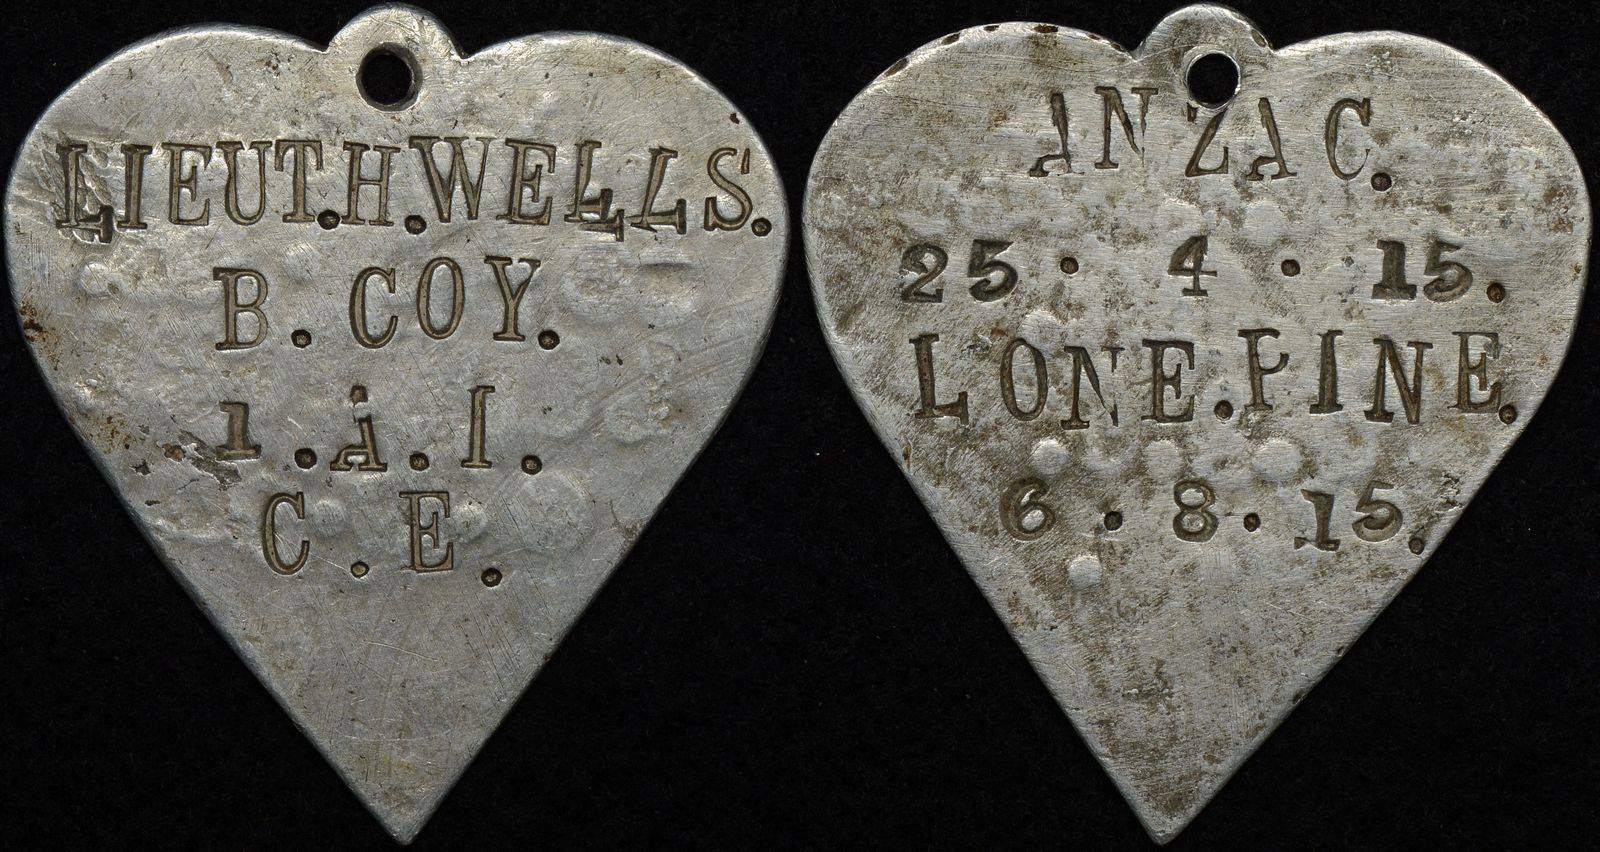 LIEUT.H.WELLS.
B. COY.
.1.A.I.
C. E.
ANZAC.
25 · 4 · 15.
LONE.PINE.
6 . 8 . 15.